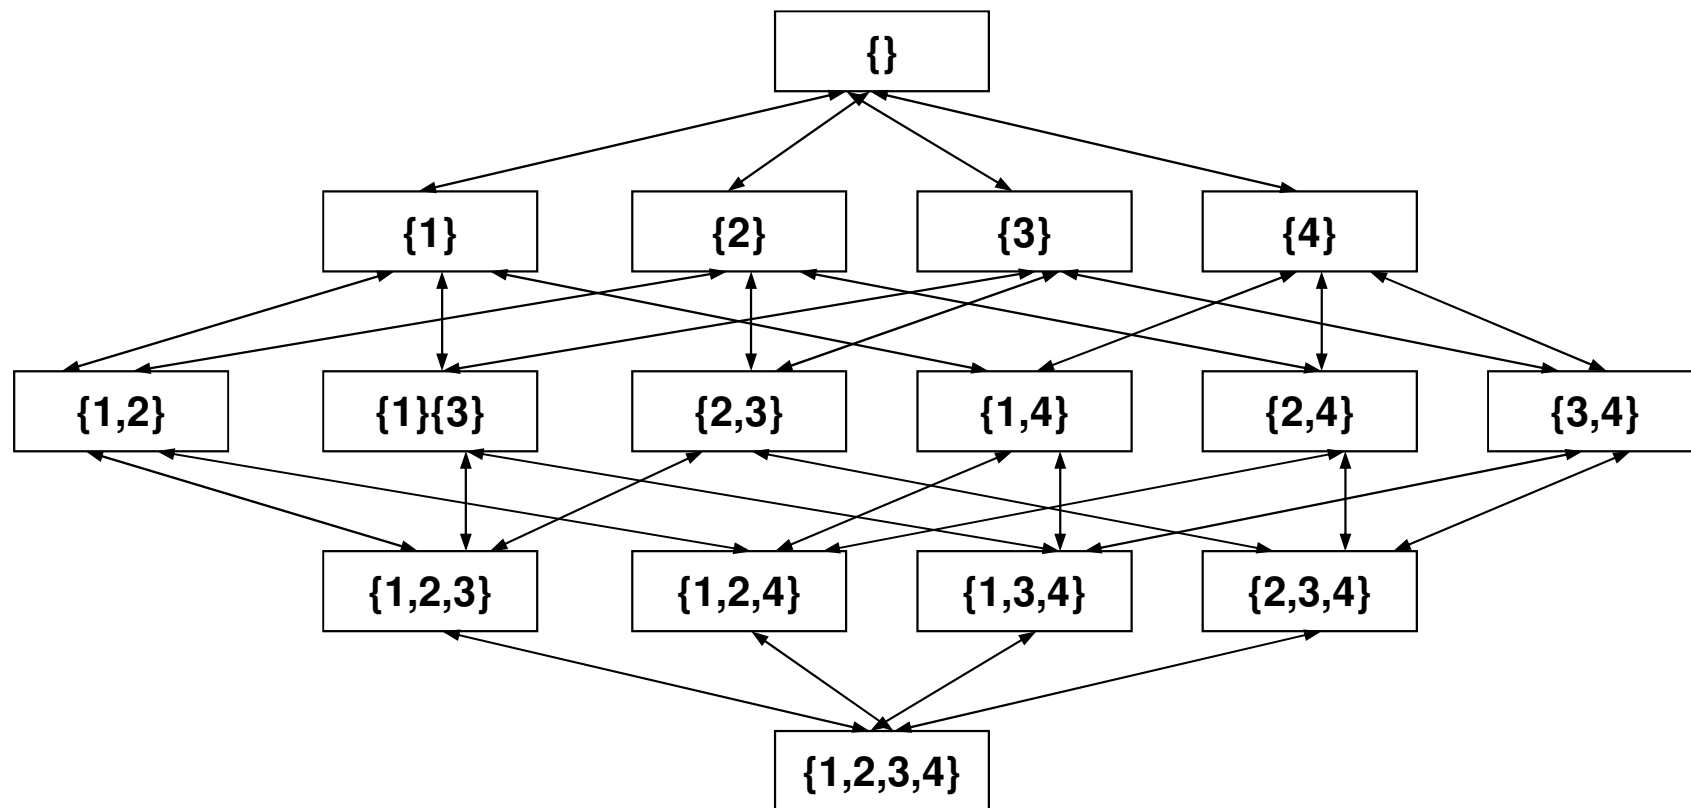 {}
{1} {2} {3} {4}
{1,2} {1}{3} {2,3} {1,4} {2,4} {3,4}
{1,2,3} {1,2,4} {1,3,4} {2,3,4}
{1,2,3,4}